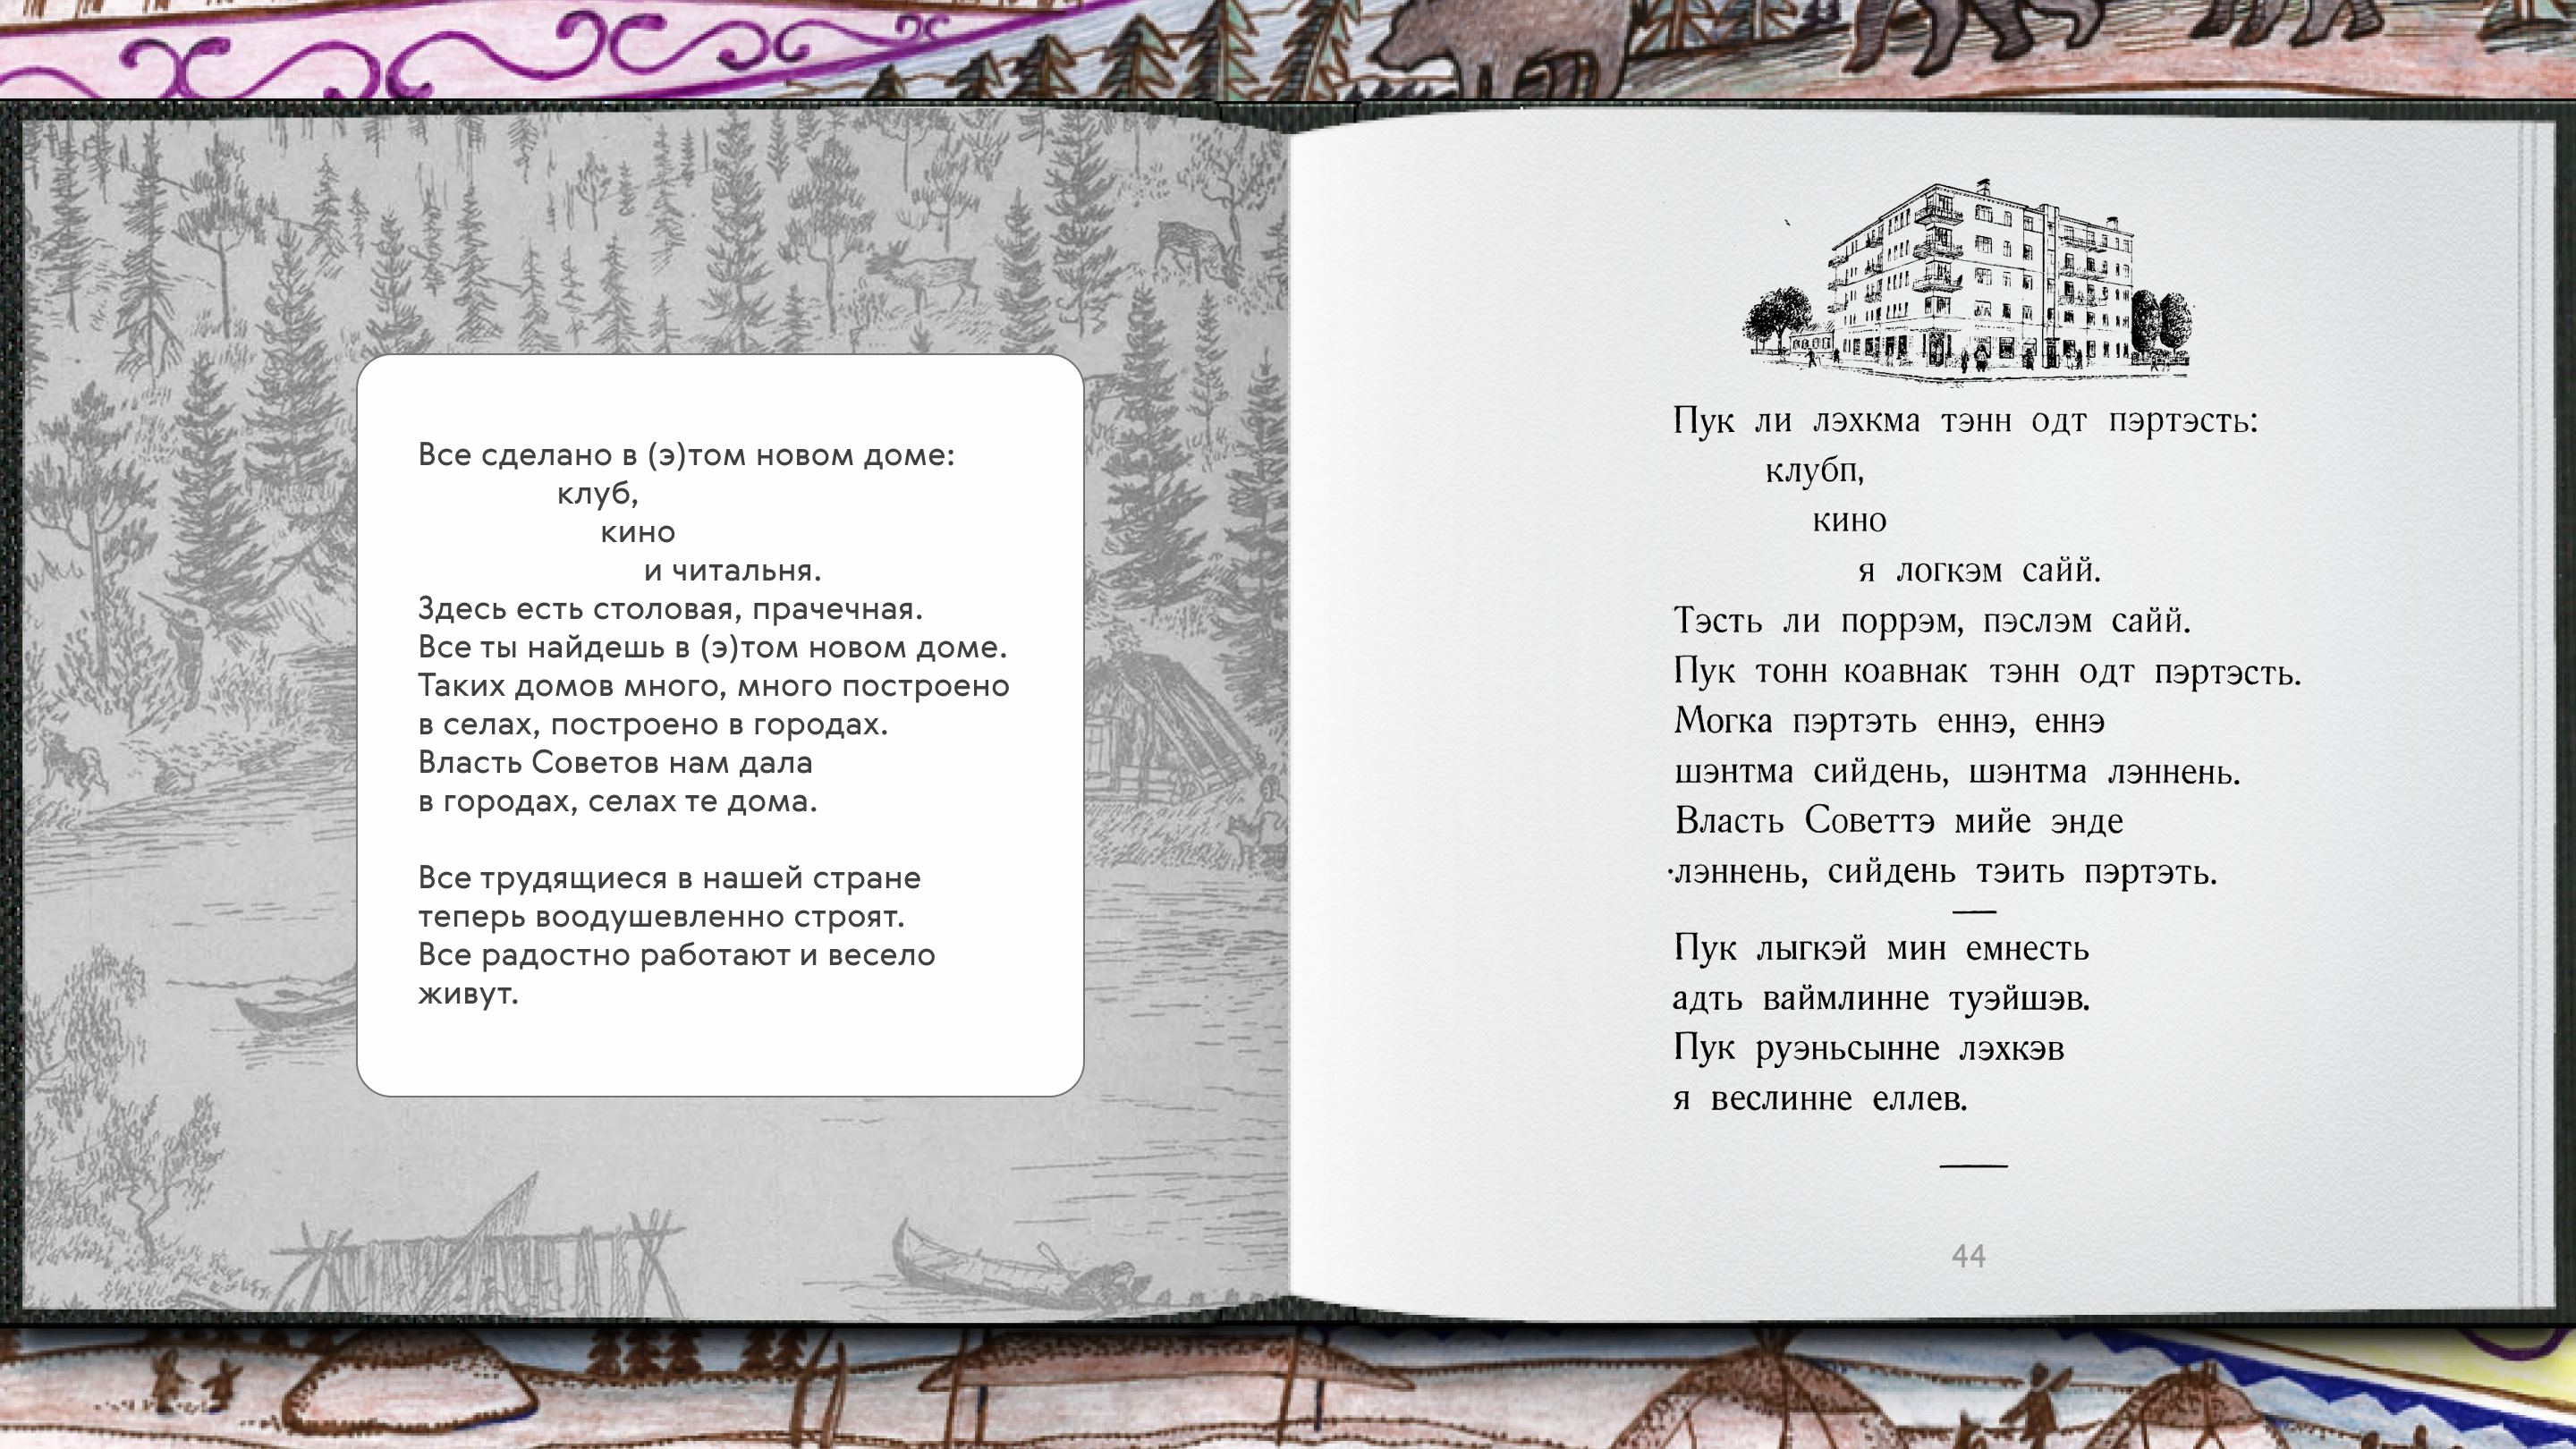 Все сделано в (э)том новом доме:
клуб,
кино
и читальня.
Здесь есть столовая, прачечная.
Все ты найдешь в (э)том новом доме.
Таких домов много, много построено
в селах, построено в городах.
Власть Советов нам дала
в городах, селах те дома.
Все трудящиеся в нашей стране
теперь воодушевленно строят.
Все радостно работают и весело
живут.
Пук ли лэхкма тэнн одт пэртэсть:
клубп,
кино
я логкэм сайй.
Тэсть ли поррэм, пэслэм сайй.
Пук тонн коавнак тэнн одт пэртэсть.
Могка пэртэть еннэ, еннэ
шэнтма сийдень, шэнтма лэннень.
Власть Советтэ мийе энде
лэннень, сийдень тэить пэртэть.
Пук лыгкэй мин емнесть
адть ваймлинне туэйшэв.
Пук руэньсынне лэхкэв
я веслинне еллев.
44